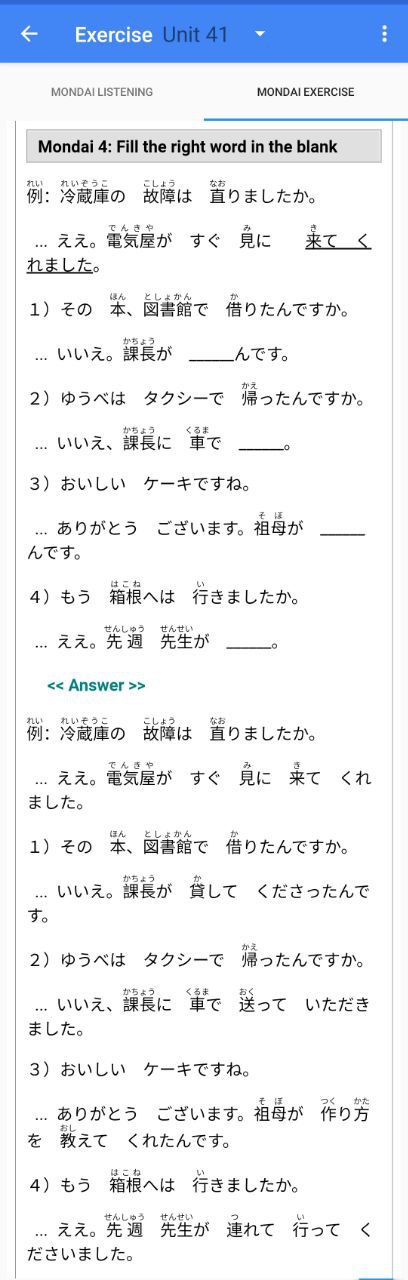 Exercise Unit 41
MONDAI LISTENING
MONDAI EXERCISE
Mondai 4: Fill the right word in the blank
例：冷蔵庫の　故障は　直りましたか。
… ええ。電気屋が　すぐ　見に　来て　く
れました。
１）その　本、図書館で　借りたんですか。
… いいえ。課長が　_____んです。
２）ゆうべは　タクシーで　帰ったんですか。
… いいえ、課長に　車で　_____。
３）おいしい　ケーキですね。
… ありがとう　ございます。祖母が　_____
んです。
４）もう　箱根へは　行きましたか。
… ええ。先週　先生が　_____。
<< Answer >>
例：冷蔵庫の　故障は　直りましたか。
… ええ。電気屋が　すぐ　見に　来て　くれ
ました。
１）その　本、図書館で　借りたんですか。
… いいえ。課長が　貸して　くださったんで
す。
２）ゆうべは　タクシーで　帰ったんですか。
… いいえ、課長に　車で　送って　いただき
ました。
３）おいしい　ケーキですね。
… ありがとう　ございます。祖母が　作り方
を　教えて　くれたんです。
４）もう　箱根へは　行きましたか。
… ええ。先週　先生が　連れて　行って　く
ださいました。